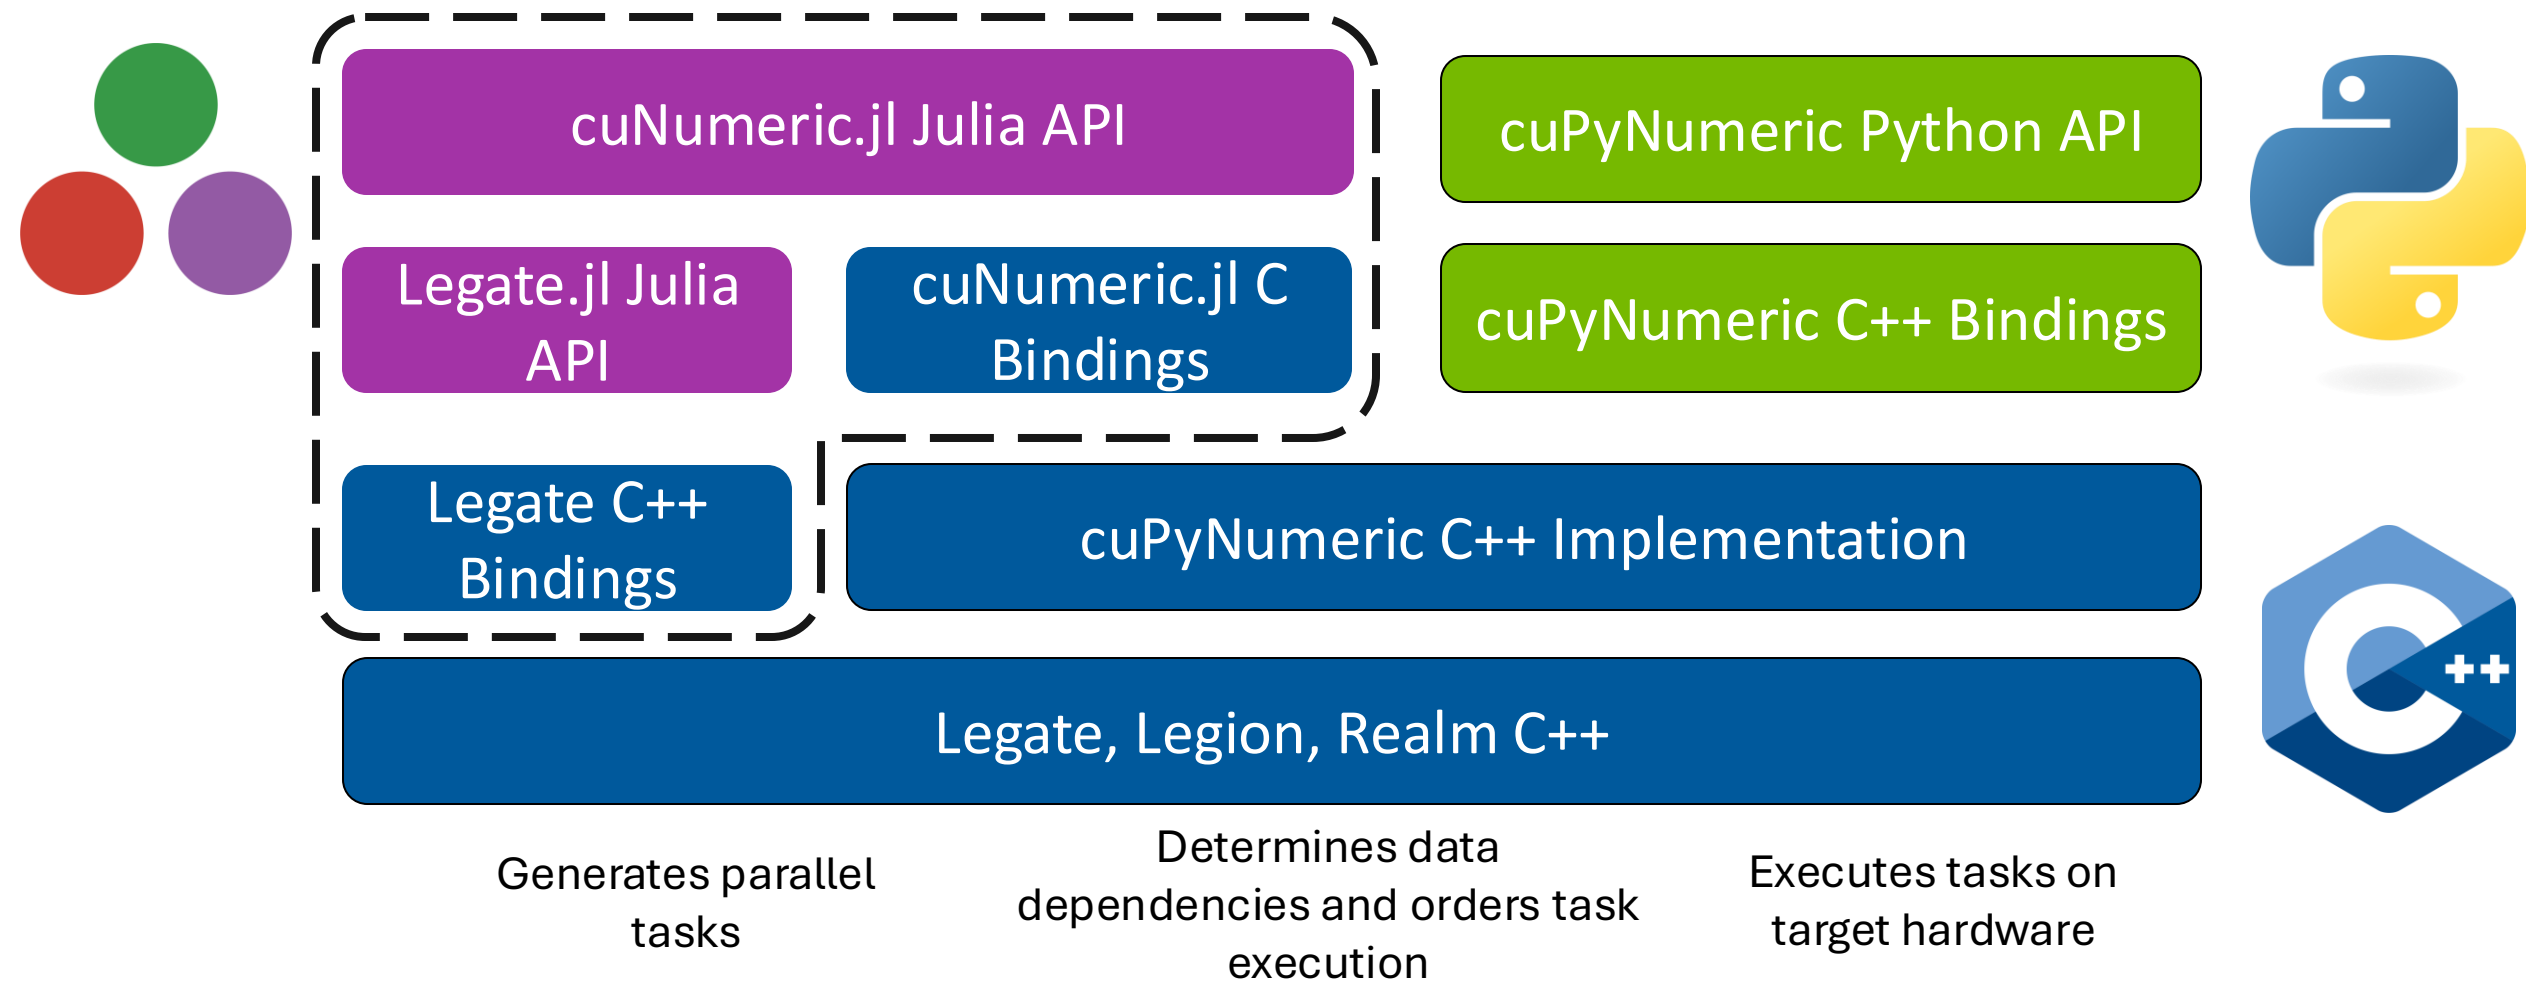 cuNumeric.jl Julia API
cuPyNumeric Python API
Legate.jl Julia
API
cuNumeric.jl C
Bindings
cuPyNumeric C++ Bindings
Legate C++
Bindings
cuPyNumeric C++ Implementation
++
Legate, Legion, Realm C++
Generates parallel
tasks
Determines data
dependencies and orders task
execution
Executes tasks on
target hardware